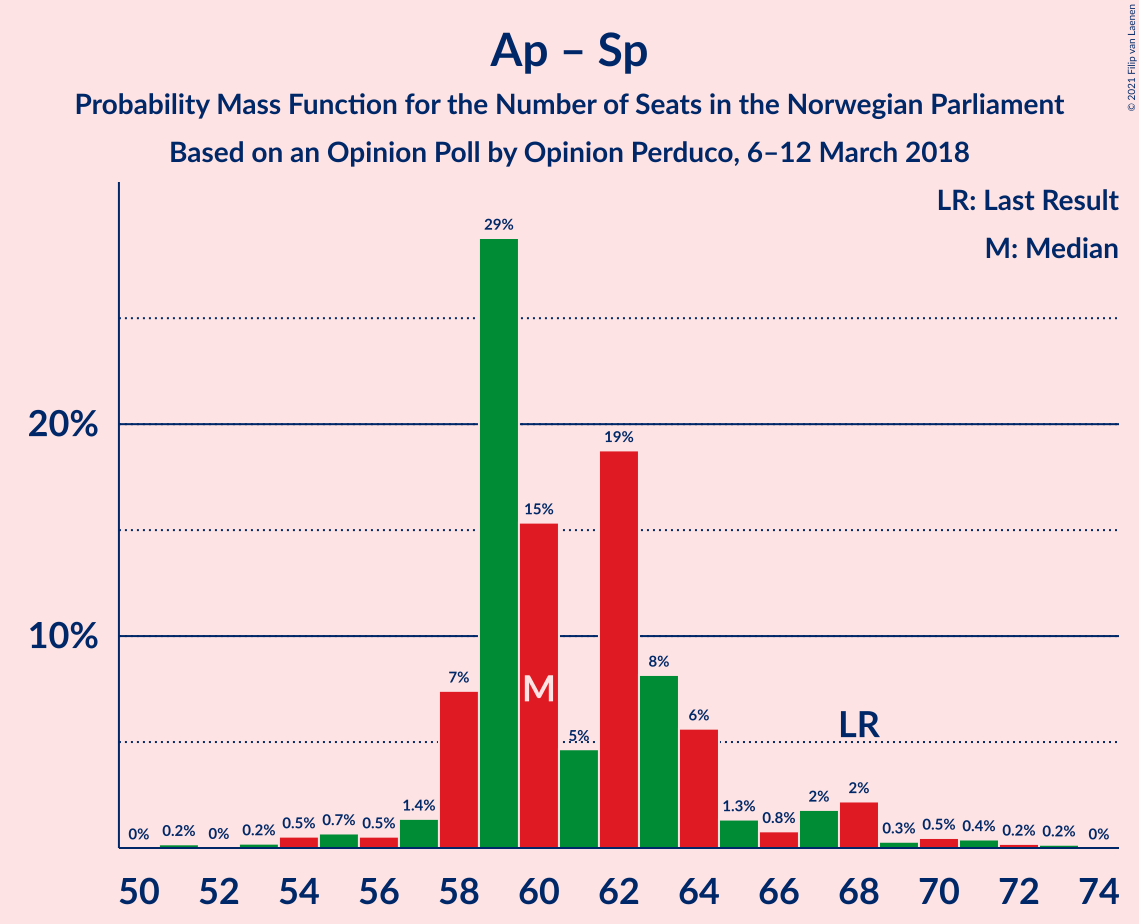 Ap – Sp
Probability Mass Function for the Number of Seats in the Norwegian Parliament
Based on an Opinion Poll by Opinion Perduco, 6–12 March 2018
© 2021 Filip van Laenen
LR: Last Result
M: Median
29%
20%
19%
15%
10%
8%
7%
M
6%
LR
5%
2%
2%
1.4%
1.3%
0.8%
0% 0.2% 0% 0.2% 0.5% 0.7% 0.5%
0.3% 0.5% 0.4% 0.2% 0.2% 0%
50 52 54 56 58 60 62 64 66 68 70 72 74